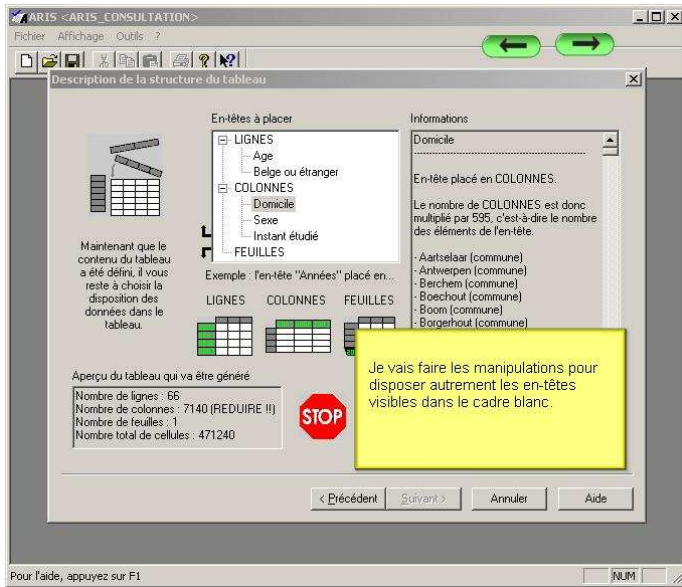 ARIS <ARIS_CONSULTATION>
Fichier Affichage Outils ?
Description de la structure du tableau
Maintenant que le
contenu du tableau
a été défini, il vous
reste à choisir la
disposition des
données dans le
tableau.
En-têtes à placer
LIGNES
Age
Belge ou étranger
COLONNES
Domicile
Sexe
Instant étudié
FEUILLES
Exemple : l'en-tête "Années" placé en...
LIGNES COLONNES FEUILLES
Informations
Domicile
En-tête placé en COLONNES.
Le nombre de COLONNES est donc
multiplié par 595, c'est-à-dire le nombre
des éléments de l'en-tête.
- Aartselaar (commune)
- Antwerpen (commune)
- Berchem (commune)
- Boechout (commune)
- Boom (commune)
- Borgerhout (commune)
Je vais faire les manipulations pour
disposer autrement les en-têtes
visibles dans le cadre blanc.
Aperçu du tableau qui va être généré
Nombre de lignes : 66
Nombre de colonnes : 7140 (REDUIRE !!)
Nombre de feuilles : 1
Nombre total de cellules : 471240
STOP
< Précédent Suivant > Annuler Aide
Pour l'aide, appuyez sur F1
NUM